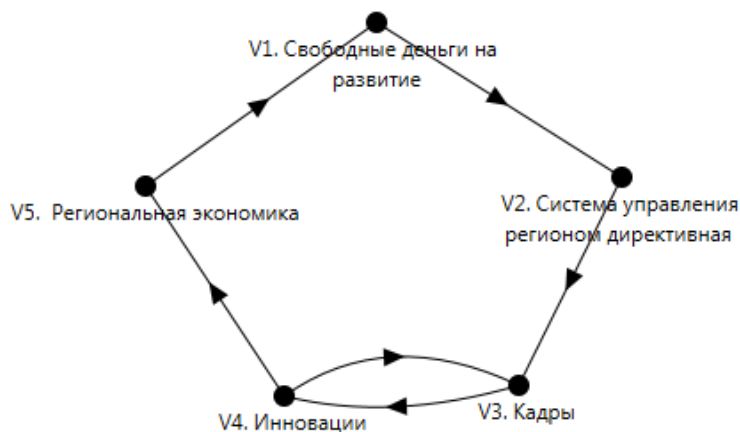 V1. Свободные деньги на
развитие
V2. Система управления
регионом директивная
V5.  Региональная экономика
V3. Кадры
V4. Инновации